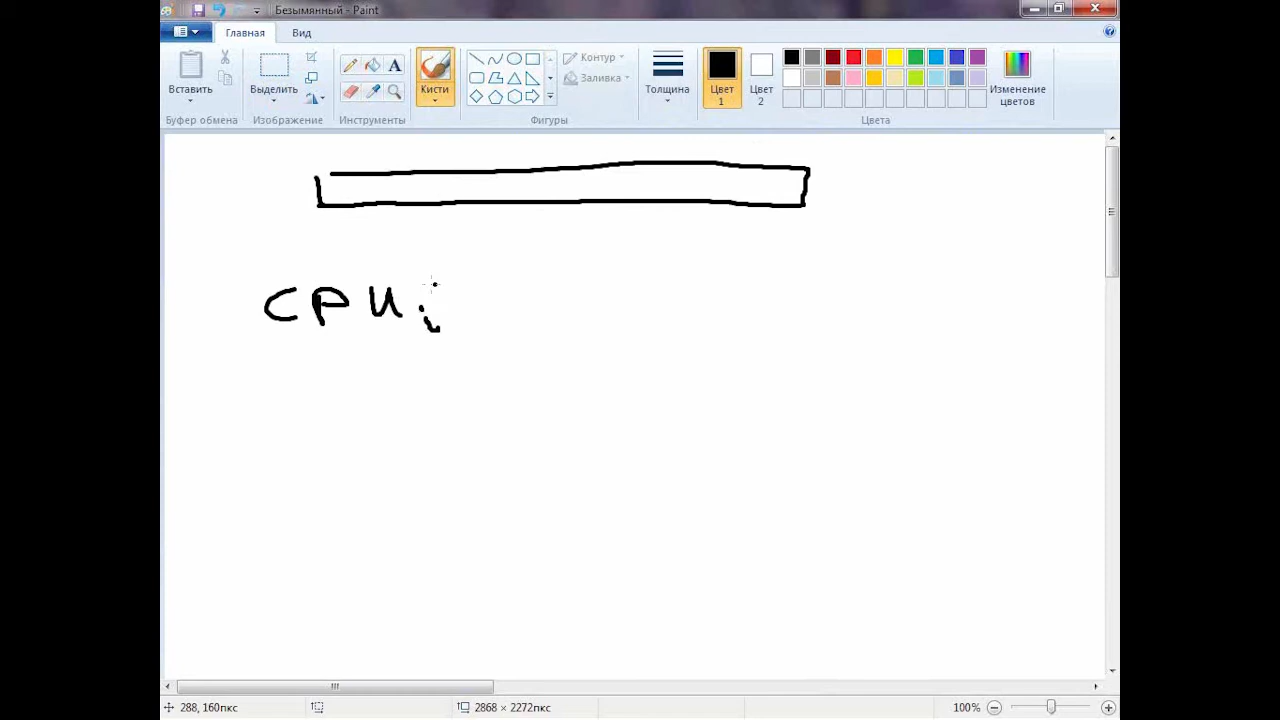 Безымянный - Paint
Главная Вид
Вставить Выделить Кисти Контур Заливка Толщина Цвет 1 Цвет 2 Изменение цветов
Буфер обмена Изображение Инструменты Фигуры Цвета
CPU
288, 160пкс 2868 × 2272пкс 100%